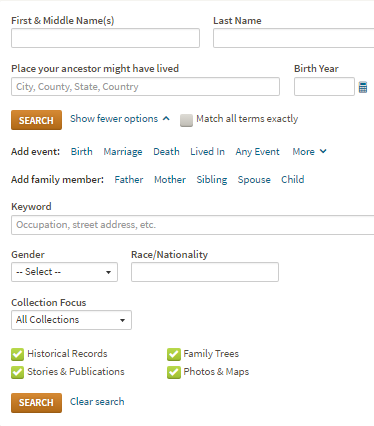 First & Middle Name(s) Last Name
Place your ancestor might have lived Birth Year
City, County, State, Country
SEARCH Show fewer options Match all terms exactly
Add event: Birth Marriage Death Lived In Any Event More
Add family member: Father Mother Sibling Spouse Child
Keyword
Occupation, street address, etc.
Gender Race/Nationality
-- Select --
Collection Focus
All Collections
Historical Records Family Trees
Stories & Publications Photos & Maps
SEARCH Clear search